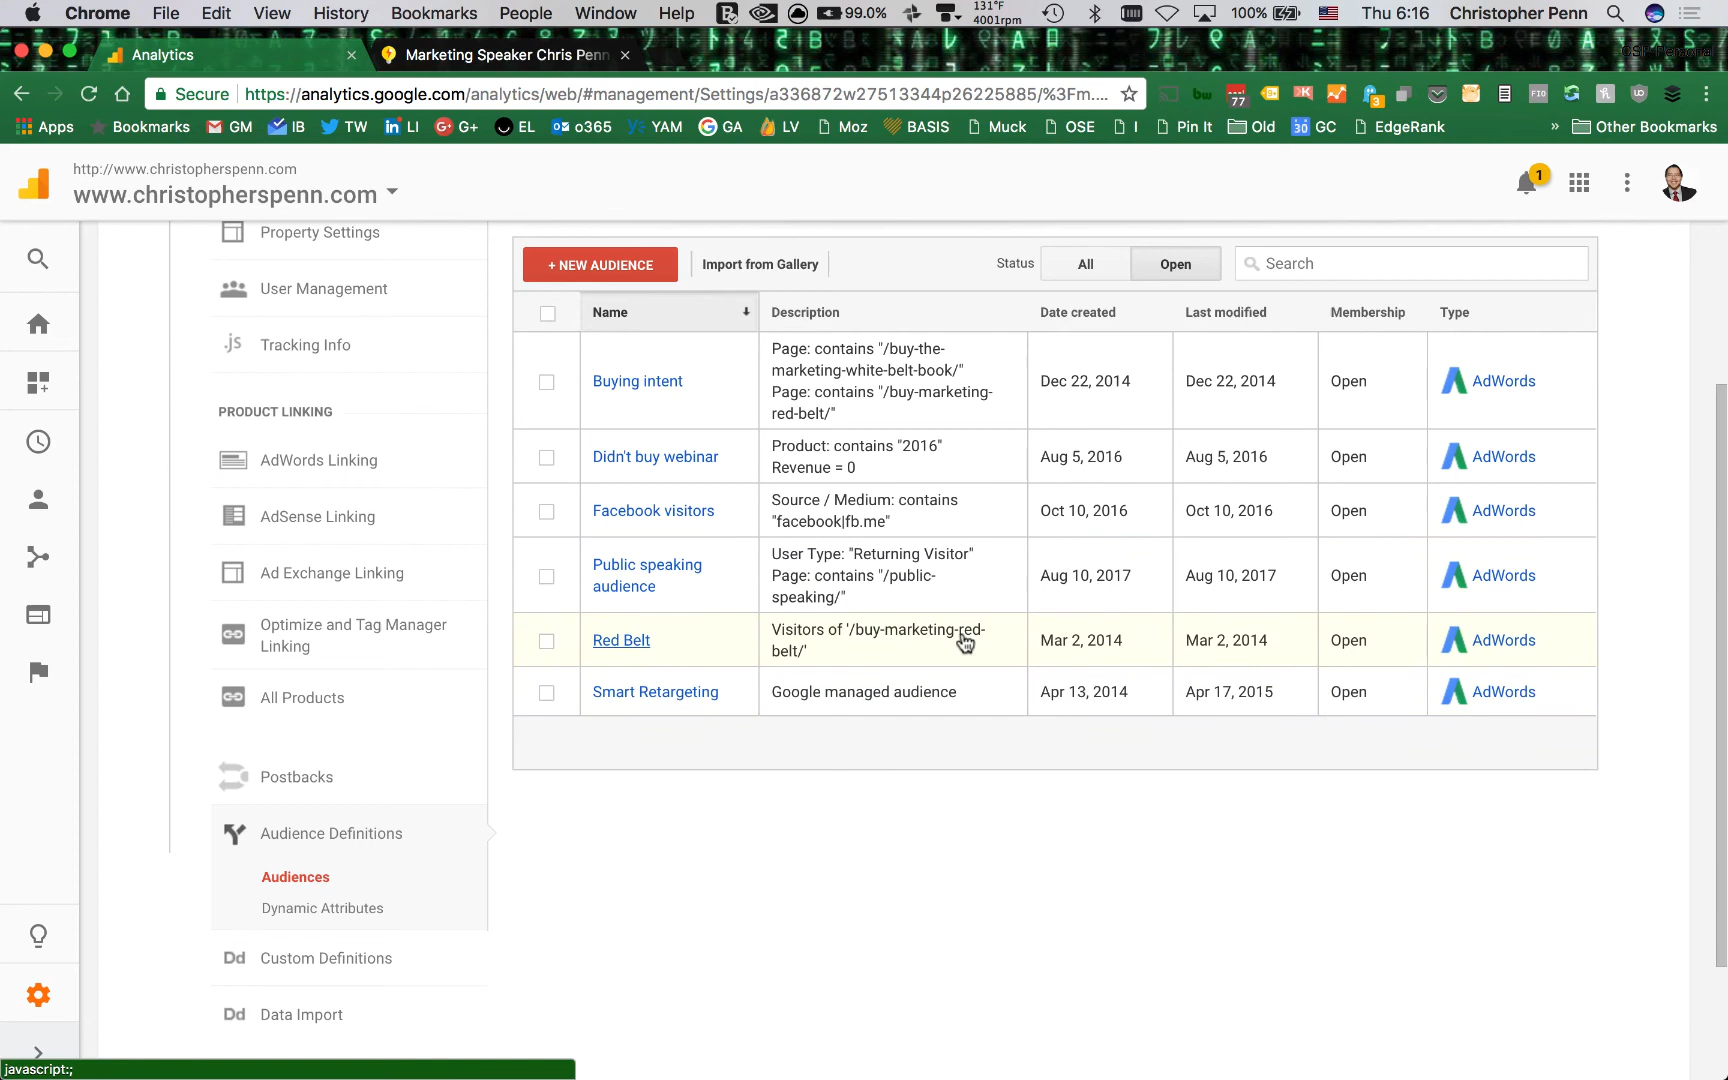 Chrome File Edit View History Bookmarks People Window Help 99.0% 131°F 4001rpm 100% Thu 6:16 Christopher Penn
Analytics Marketing Speaker Chris Penn
Secure https://analytics.google.com/analytics/web/#management/Settings/a336872w27513344p26225885/%3Fm.... 77 FIO 3
Apps Bookmarks GM IB TW LI G+ EL o365 YAM GA LV Moz BASIS Muck OSE I Pin It Old 30 GC EdgeRank » Other Bookmarks
http://www.christopherspenn.com
www.christopherspenn.com
1
Property Settings
User Management
.js Tracking Info
PRODUCT LINKING
AdWords Linking
AdSense Linking
Ad Exchange Linking
Optimize and Tag Manager
Linking
All Products
Postbacks
Audience Definitions
Audiences
Dynamic Attributes
Dd Custom Definitions
Dd Data Import
+ NEW AUDIENCE Import from Gallery Status All Open Search
Name Description Date created Last modified Membership Type
Buying intent Page: contains "/buy-the-
marketing-white-belt-book/"
Page: contains "/buy-marketing-
red-belt/" Dec 22, 2014 Dec 22, 2014 Open AdWords
Didn't buy webinar Product: contains "2016"
Revenue = 0 Aug 5, 2016 Aug 5, 2016 Open AdWords
Facebook visitors Source / Medium: contains
"facebook|fb.me" Oct 10, 2016 Oct 10, 2016 Open AdWords
Public speaking
audience User Type: "Returning Visitor"
Page: contains "/public-
speaking/" Aug 10, 2017 Aug 10, 2017 Open AdWords
Red Belt Visitors of '/buy-marketing-red-
belt/' Mar 2, 2014 Mar 2, 2014 Open AdWords
Smart Retargeting Google managed audience Apr 13, 2014 Apr 17, 2015 Open AdWords
javascript:;